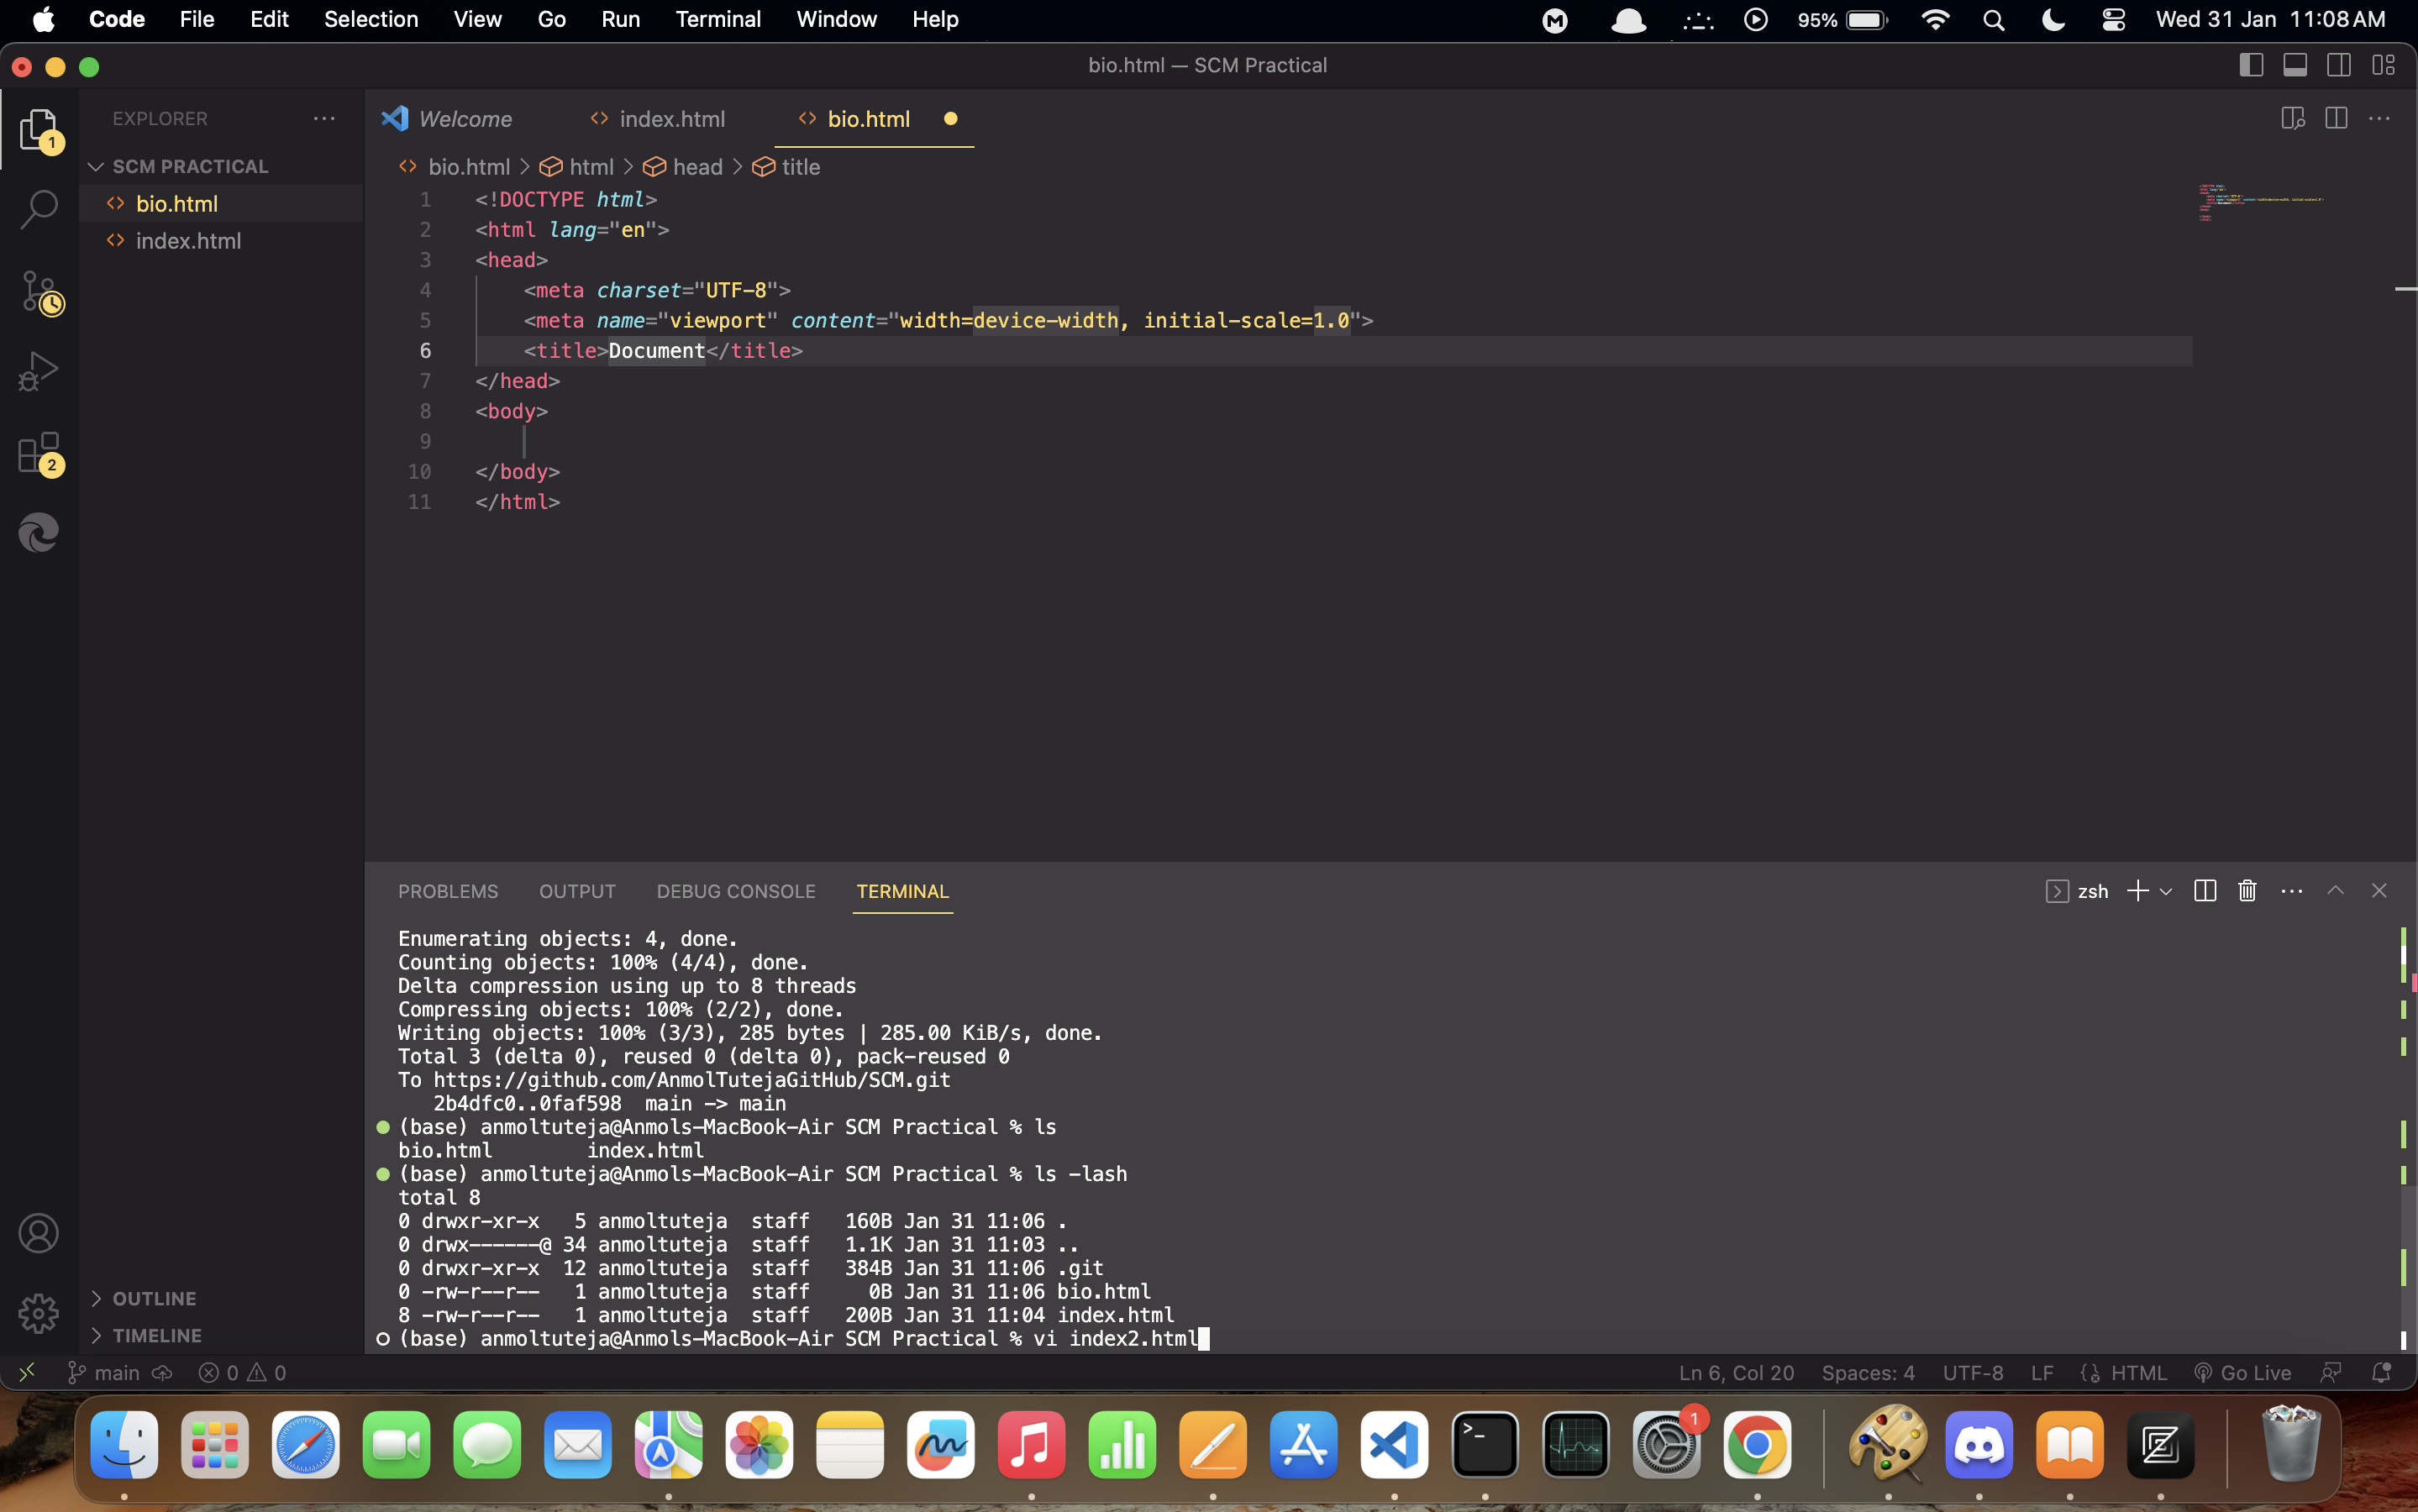 Code File Edit Selection View Go Run Terminal Window Help 95% Wed 31 Jan 11:08 AM
bio.html — SCM Practical
EXPLORER
SCM PRACTICAL
bio.html
index.html
OUTLINE
TIMELINE
1
2
Welcome index.html bio.html
bio.html > html > head > title
1 <!DOCTYPE html>
2 <html lang="en">
3 <head>
4 <meta charset="UTF-8">
5 <meta name="viewport" content="width=device-width, initial-scale=1.0">
6 <title>Document</title>
7 </head>
8 <body>
9
10 </body>
11 </html>
PROBLEMS OUTPUT DEBUG CONSOLE TERMINAL zsh
Enumerating objects: 4, done.
Counting objects: 100% (4/4), done.
Delta compression using up to 8 threads
Compressing objects: 100% (2/2), done.
Writing objects: 100% (3/3), 285 bytes | 285.00 KiB/s, done.
Total 3 (delta 0), reused 0 (delta 0), pack-reused 0
To https://github.com/AnmolTutejaGitHub/SCM.git
2b4dfc0..0faf598 main -> main
(base) anmoltuteja@Anmols-MacBook-Air SCM Practical % ls
bio.html index.html
(base) anmoltuteja@Anmols-MacBook-Air SCM Practical % ls -lash
total 8
0 drwxr-xr-x 5 anmoltuteja staff 160B Jan 31 11:06 .
0 drwx------@ 34 anmoltuteja staff 1.1K Jan 31 11:03 ..
0 drwxr-xr-x 12 anmoltuteja staff 384B Jan 31 11:06 .git
0 -rw-r--r-- 1 anmoltuteja staff 0B Jan 31 11:06 bio.html
8 -rw-r--r-- 1 anmoltuteja staff 200B Jan 31 11:04 index.html
(base) anmoltuteja@Anmols-MacBook-Air SCM Practical % vi index2.html
main 0 0 Ln 6, Col 20 Spaces: 4 UTF-8 LF HTML Go Live
1